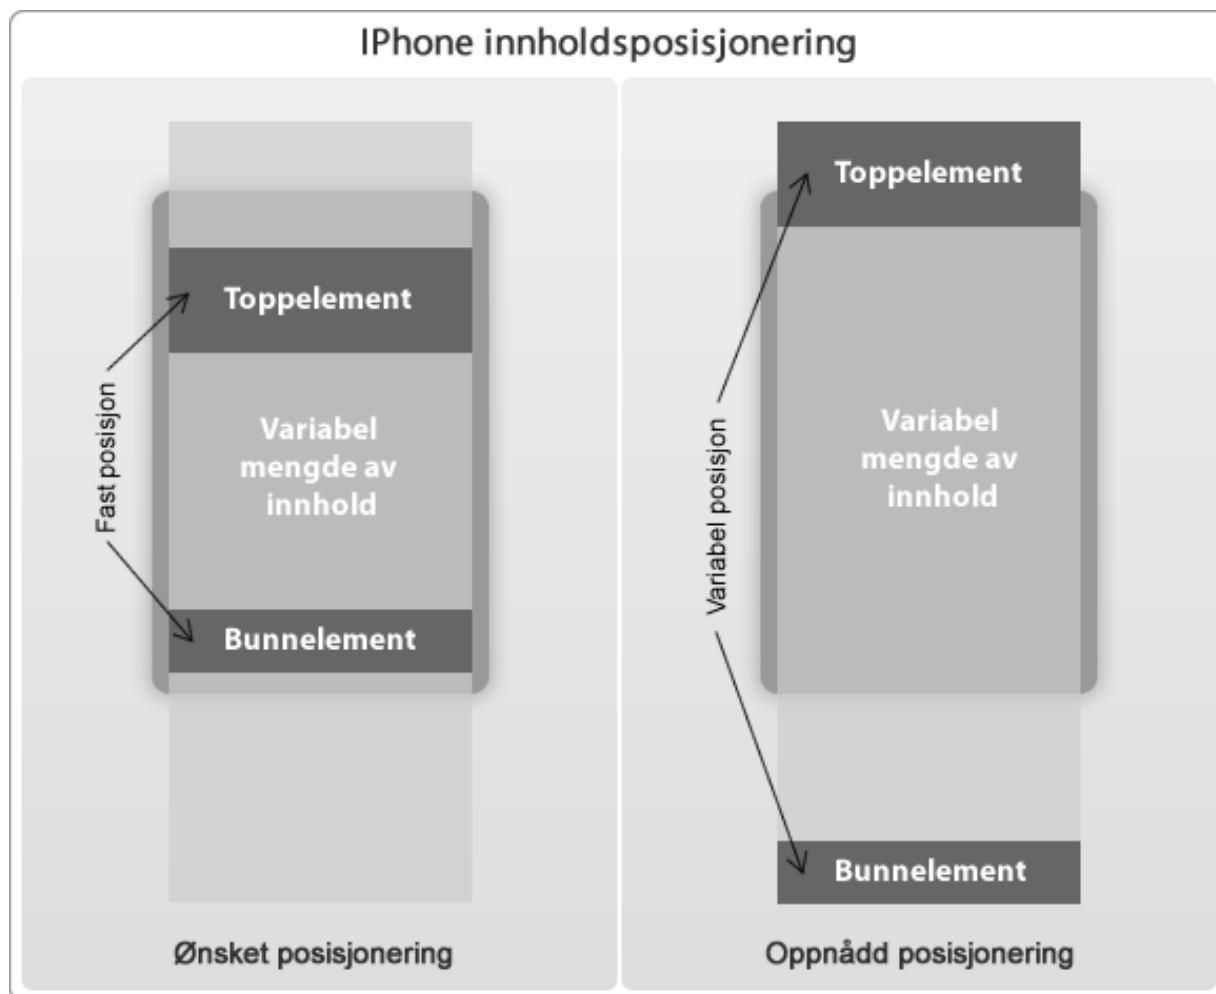 IPhone innholdsposisjonering
Toppelement
Fast posisjon
Variabel
mengde av
innhold
Bunnelement
Ønsket posisjonering
Toppelement
Variabel posisjon
Variabel
mengde av
innhold
Bunnelement
Oppnådd posisjonering